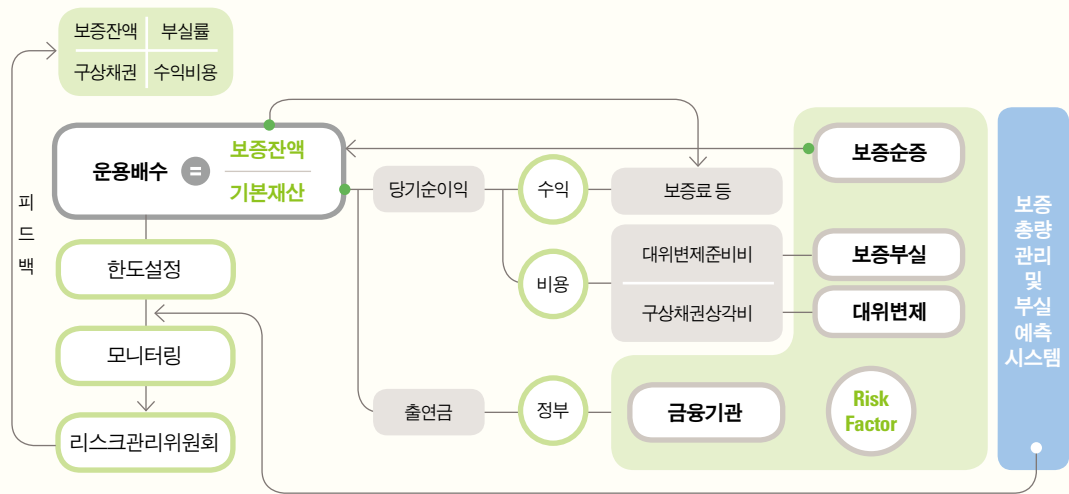 보증잔액 부실률
구상채권 수익비용
운용배수 = 보증잔액
기본재산
피
드
백
한도설정
모니터링
리스크관리위원회
당기순이익
수익
보증료 등
비용
대위변제준비비
구상채권상각비
출연금
정부
금융기관
보증순증
보증부실
대위변제
Risk
Factor
보증
총량
관리
및
부실
예측
시스템